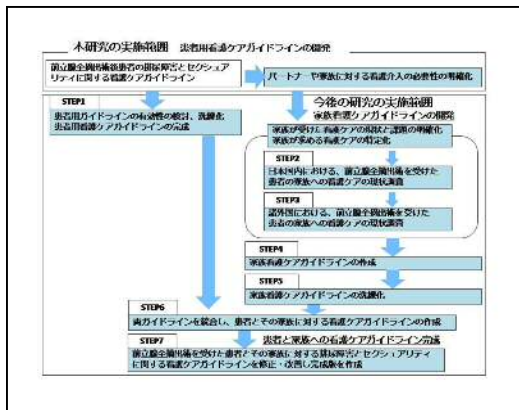 本研究の実施範囲 患者用看護ケアガイドラインの開発
前立腺全摘出術後患者の排尿障害とセクシュア
リティに関する看護ケアガイドライン
パートナーや家族に対する看護介入の必要性の明確化
STEP1
患者用ガイドラインの有効性の検討、洗練化
患者用看護ケアガイドラインの完成
今後の研究の実施範囲
家族看護ケアガイドラインの開発
家族が受けた看護ケアの現状と課題の明確化
家族が求める看護ケアの特定化
STEP2
日本国内における、前立腺全摘出術を受けた
患者の家族への看護ケアの現状調査
STEP3
諸外国における、前立腺全摘出術を受けた
患者の家族への看護ケアの現状調査
STEP4
家族看護ケアガイドラインの作成
STEP5
家族看護ケアガイドラインの洗練化
STEP6
両ガイドラインを統合し、患者とその家族に対する看護ケアガイドラインの作成
STEP7
患者と家族への看護ケアガイドライン完成
前立腺全摘出術を受けた患者とその家族に対する排尿障害とセクシュアリティ
に関する看護ケアガイドラインを修正・改善し完成版を作成